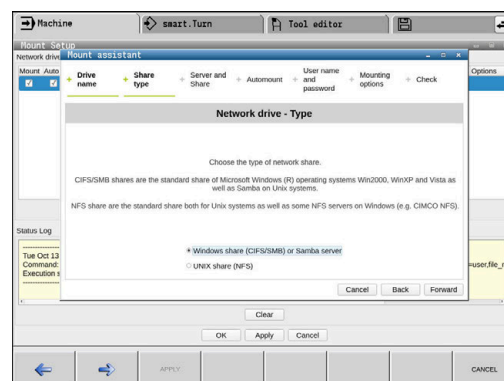 Machine
smart.Turn
Tool editor
Mount Setup
Network drive
Mount assistant
Mount Auto
Options
Drive name
Share type
Server and Share
Automount
User name and password
Mounting options
Check
Network drive - Type
Choose the type of network share.
CIFS/SMB shares are the standard share of Microsoft Windows (R) operating systems Win2000, WinXP and Vista as
well as Samba on Unix systems.
NFS share are the standard share both for Unix systems as well as some NFS servers on Windows (e.g. CIMCO NFS).
Windows share (CIFS/SMB) or Samba server
UNIX share (NFS)
Cancel Back Forward
Status Log
Tue Oct 13
Command:
=user,file_r
Execution s
Clear
OK Apply Cancel
APPLY
CANCEL